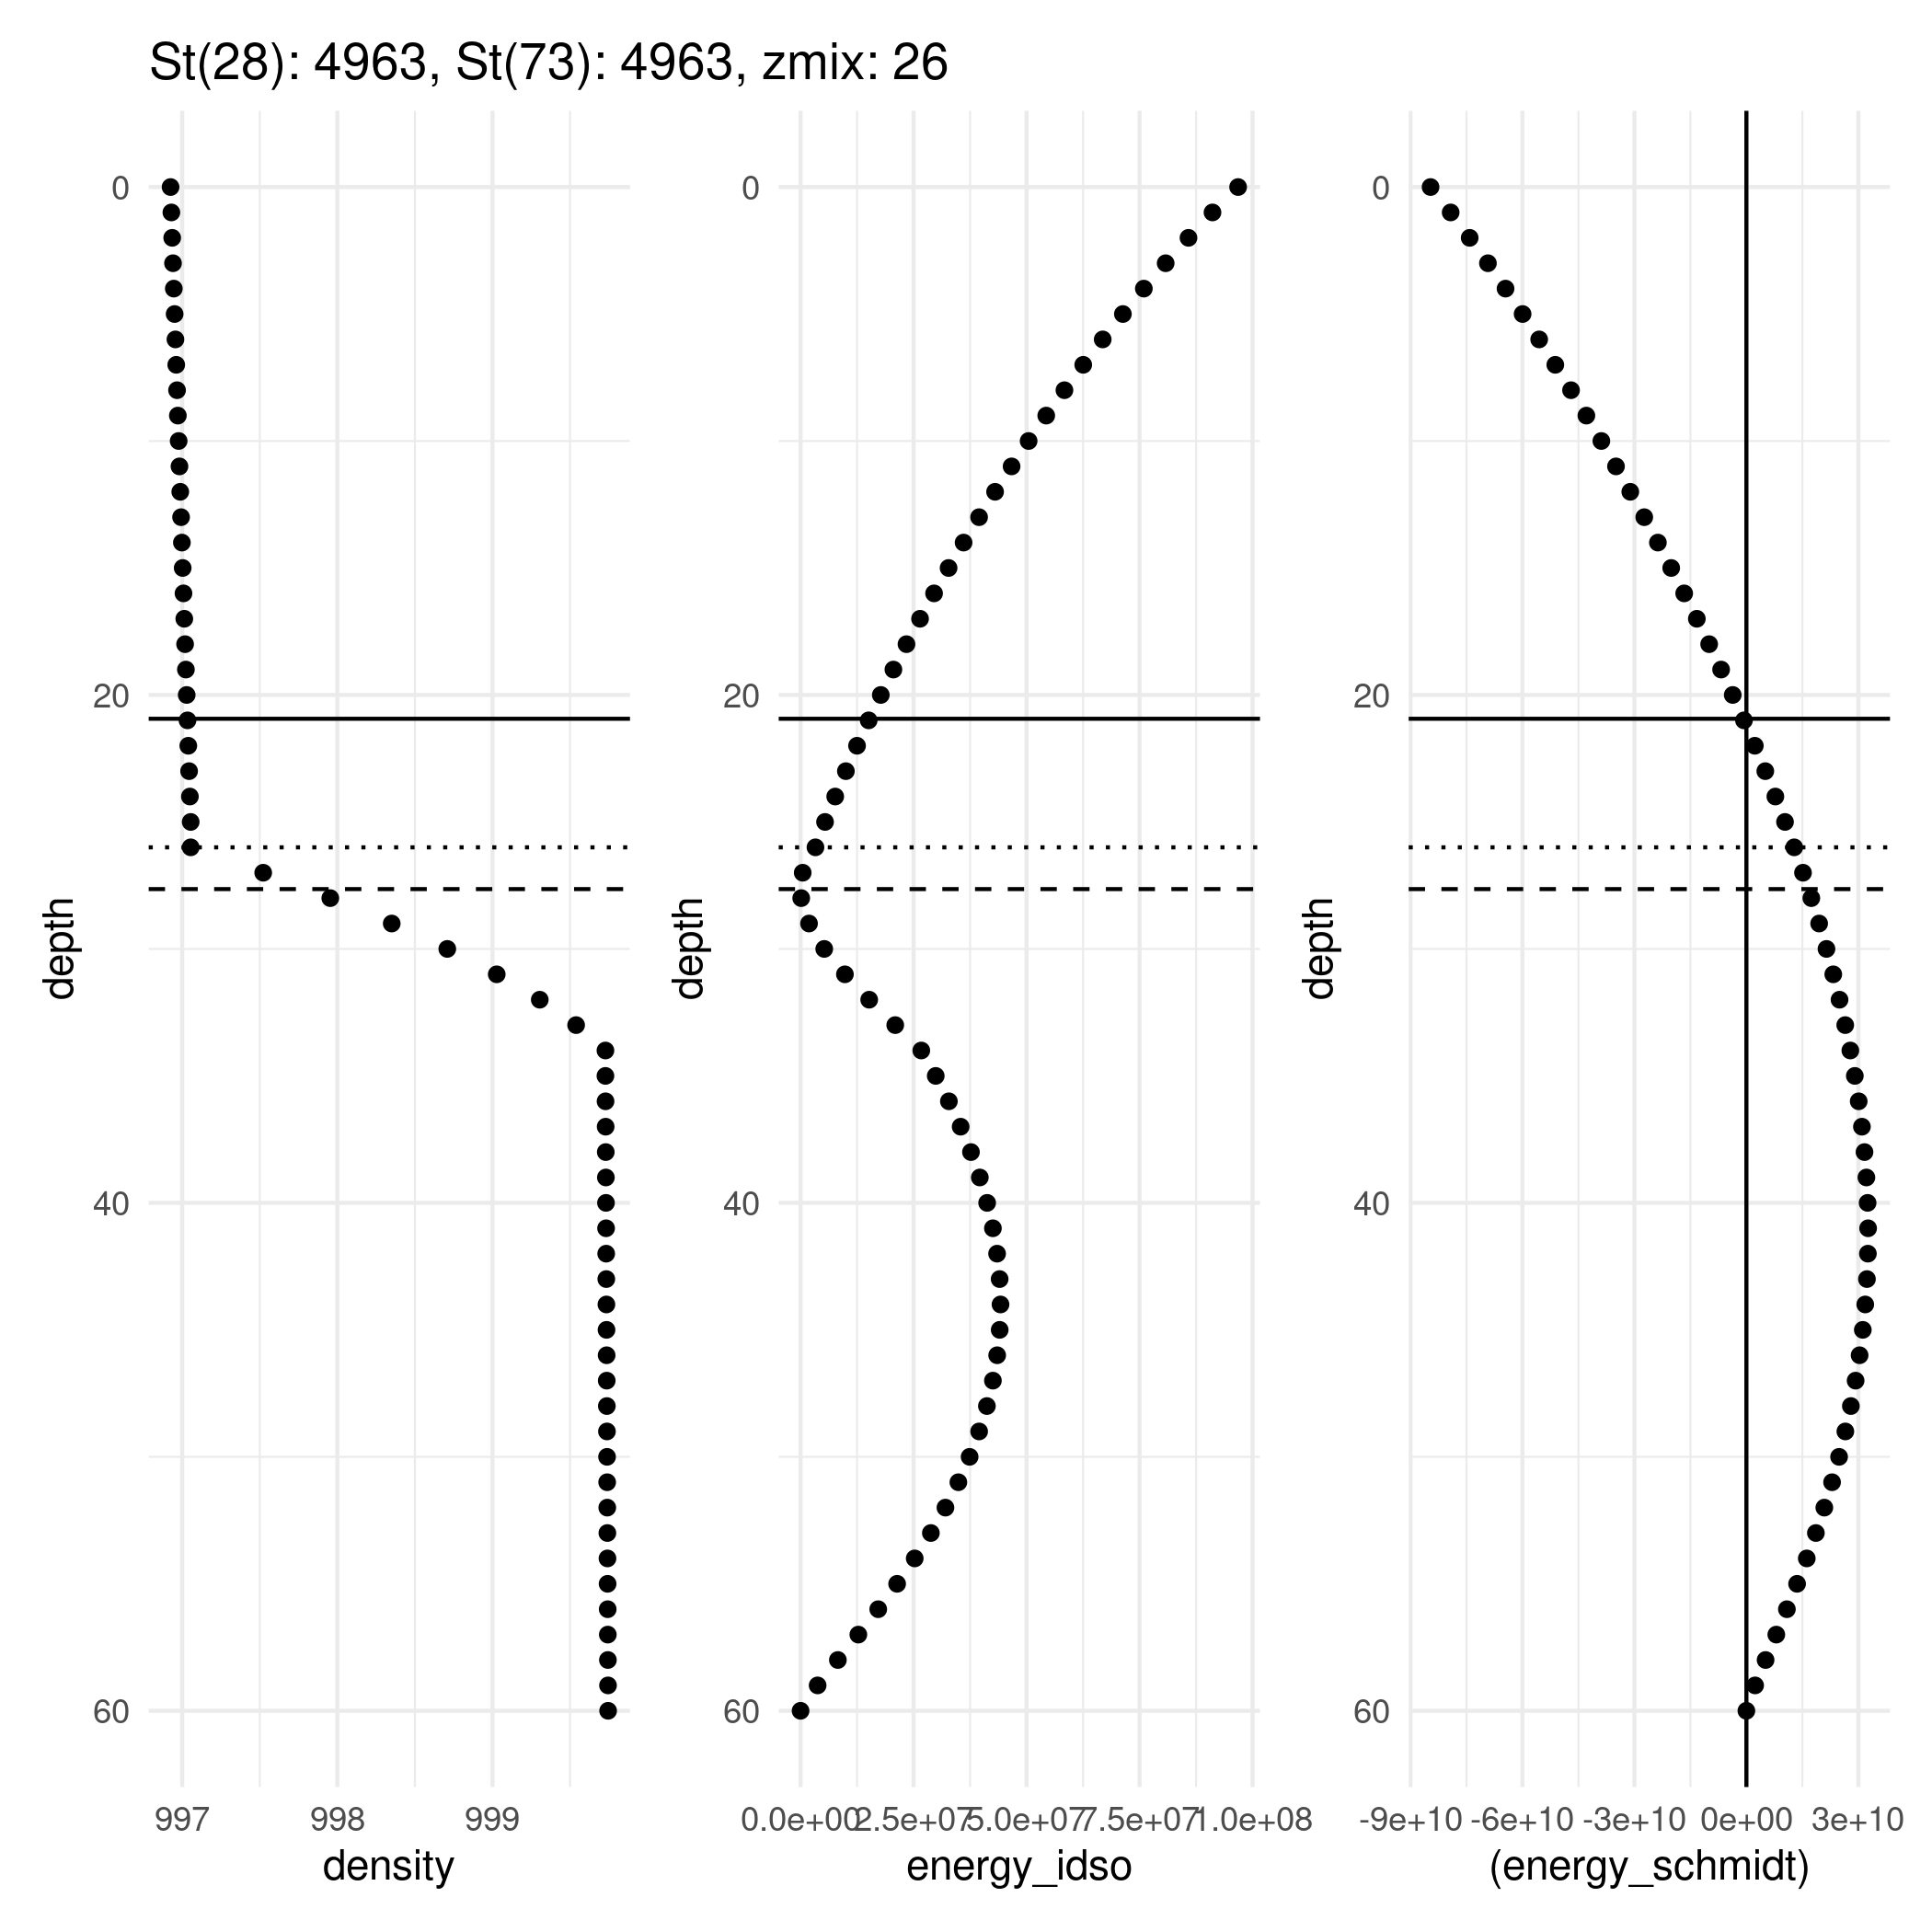 St(28): 4963, St(73): 4963, zmix: 26
0
20
40
60
depth
997 998 999
density
0
20
40
60
depth
0.0e+00 2.5e+07 5.0e+07 7.5e+07 1.0e+08
energy_idso
0
20
40
60
depth
-9e+10 -6e+10 -3e+10 0e+00 3e+10
(energy_schmidt)